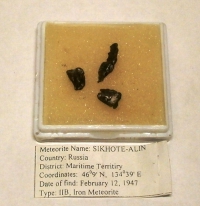 Meteorite Name: SIKHOTE-ALIN
Country: Russia
District: Maritime Territiry
Coordinates: 46°9' N, 134°39' E
Date of find: February 12, 1947
Type: IIB, Iron Meteorite